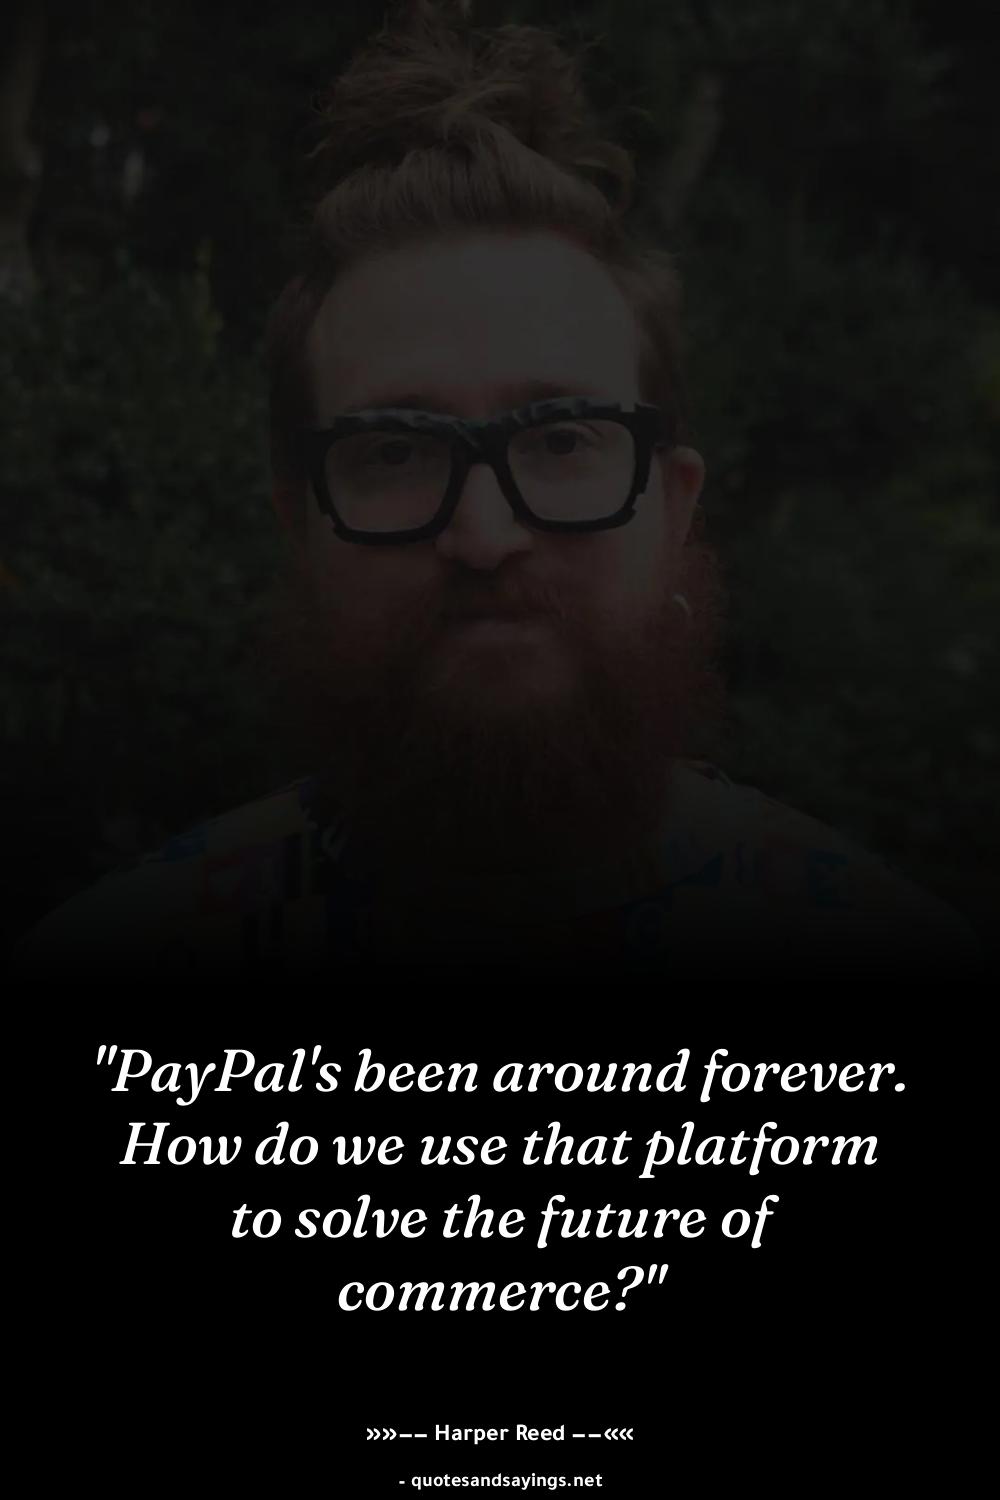 "PayPal's been around forever.
How do we use that platform
to solve the future of
commerce?"
»»–– Harper Reed ––««
- quotesandsayings.net